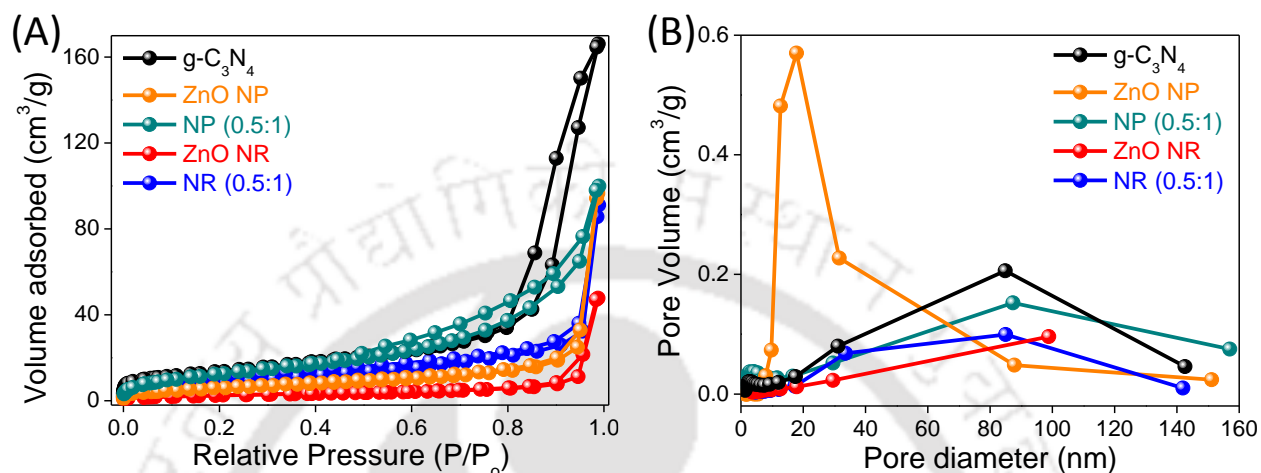 (A)
160
120
80
40
0
Volume adsorbed (cm³/g)
g-C₃N₄
ZnO NP
NP (0.5:1)
ZnO NR
NR (0.5:1)
0.0 0.2 0.4 0.6 0.8 1.0
Relative Pressure (P/P₀)
(B)
0.6
0.4
0.2
0.0
Pore Volume (cm³/g)
g-C₃N₄
ZnO NP
NP (0.5:1)
ZnO NR
NR (0.5:1)
0 20 40 60 80 100 120 140 160
Pore diameter (nm)